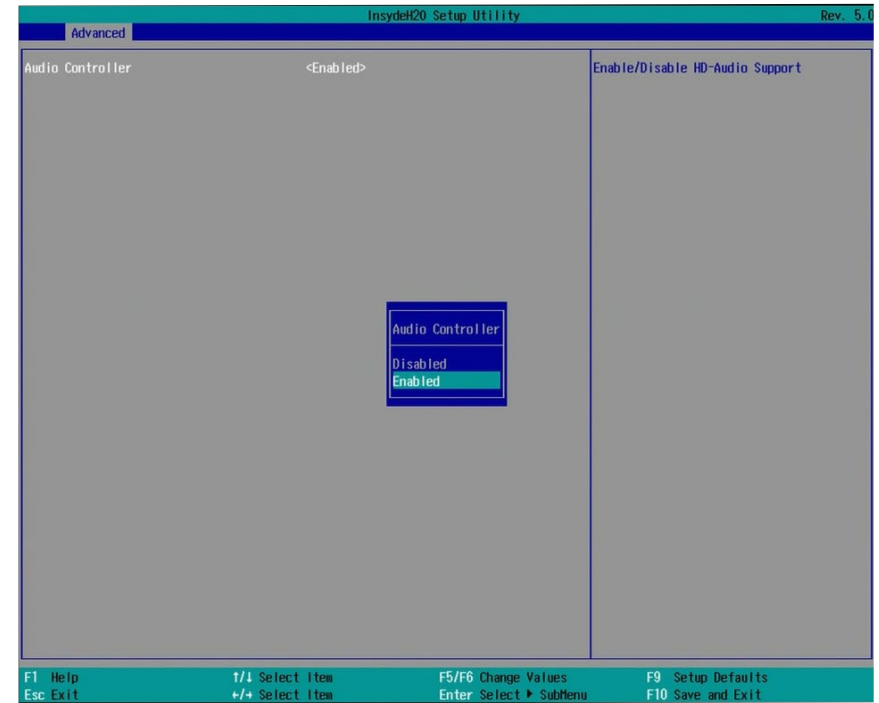 InsydeH20 Setup Utility Rev. 5.0
Advanced
Audio Controller <Enabled> Enable/Disable HD-Audio Support
Audio Controller
Disabled
Enabled
F1 Help ↑/↓ Select Item F5/F6 Change Values F9 Setup Defaults
Esc Exit ←/→ Select Item Enter Select ▶ SubMenu F10 Save and Exit